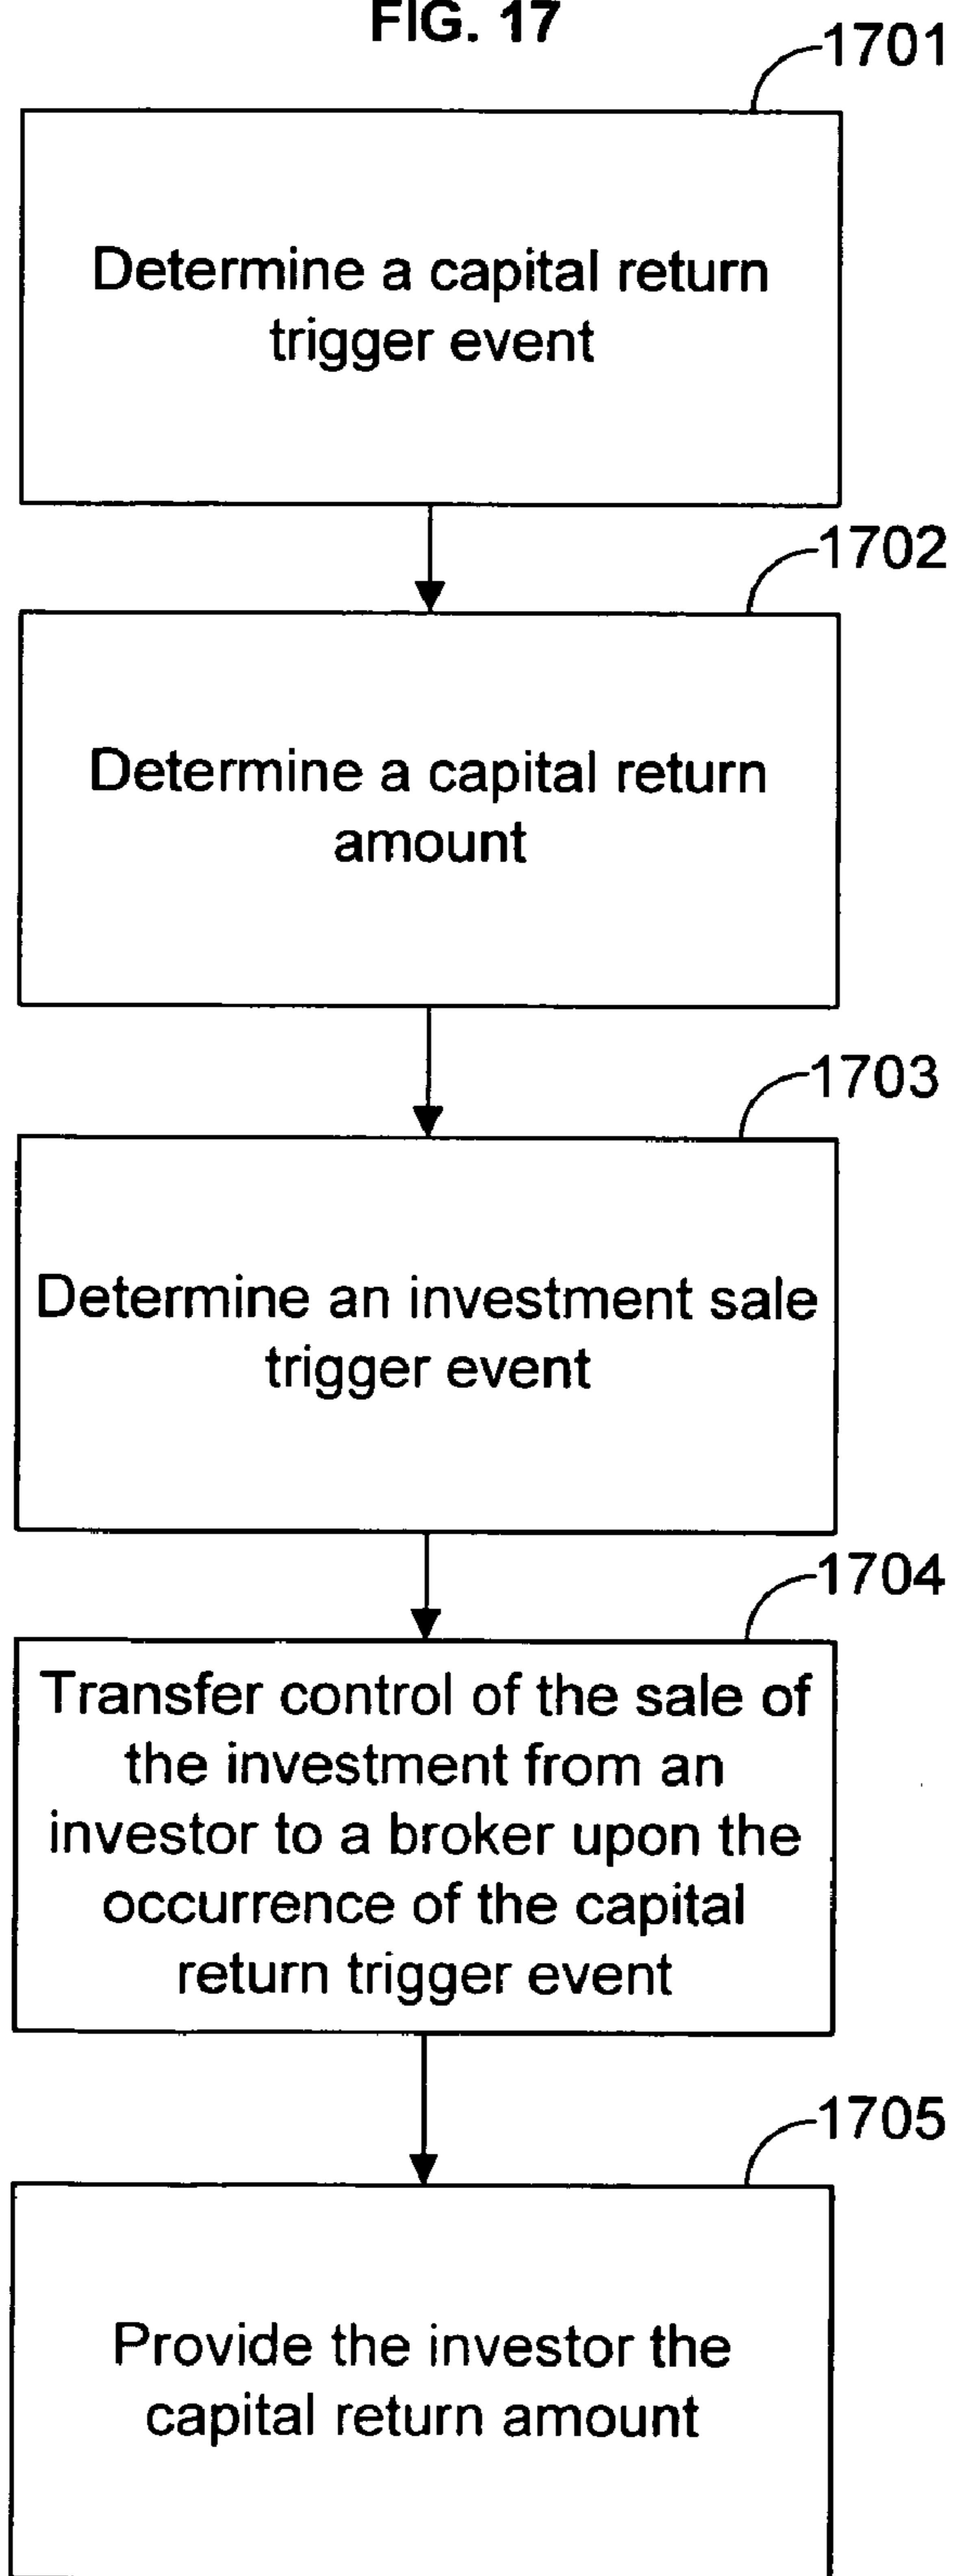 FIG. 17
1701
Determine a capital return
trigger event
1702
Determine a capital return
amount
1703
Determine an investment sale
trigger event
1704
Transfer control of the sale of
the investment from an
investor to a broker upon the
occurrence of the capital
return trigger event
1705
Provide the investor the
capital return amount